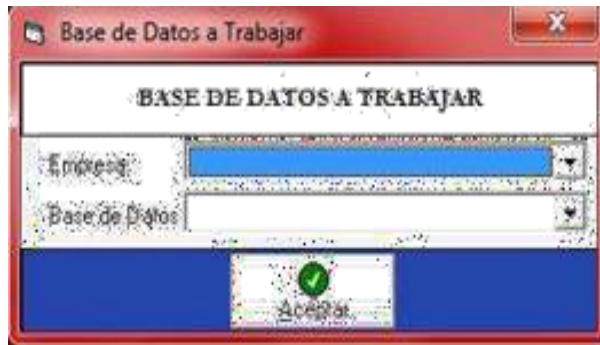 Base de Datos a Trabajar
BASE DE DATOS A TRABAJAR
Empresa
Base de Datos
Aceptar